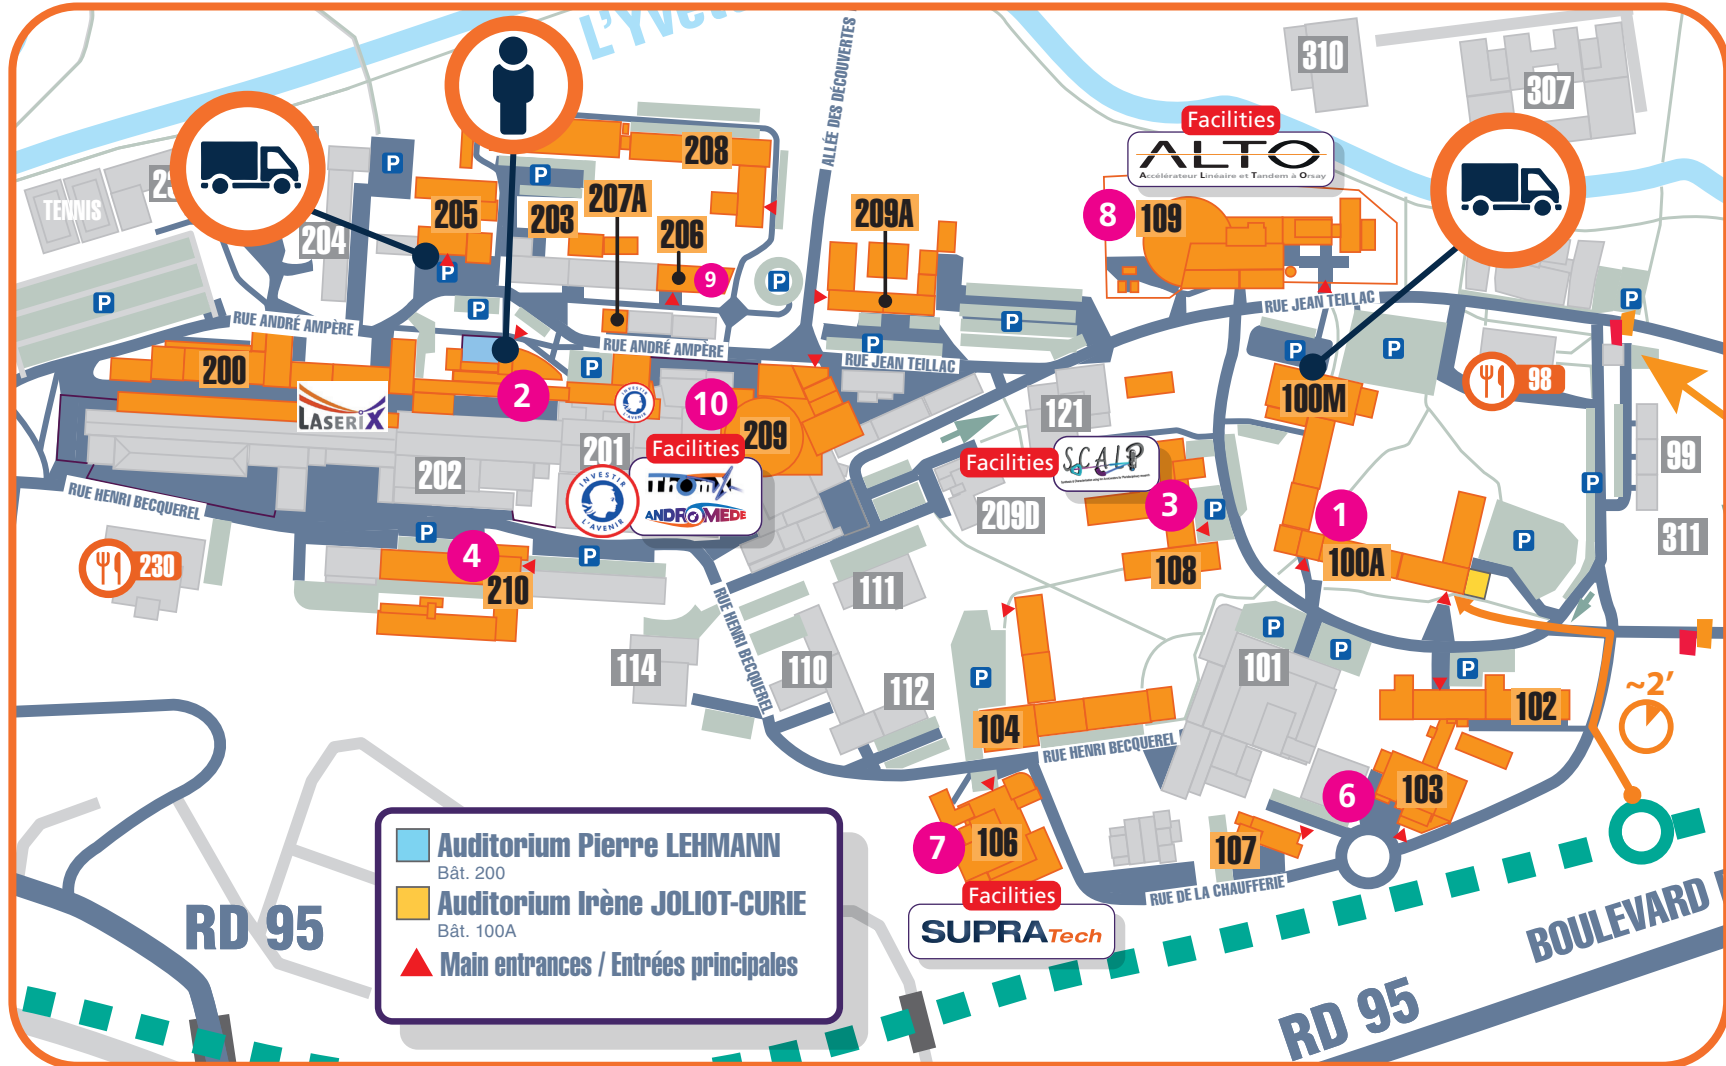 L'Yvette
ALLÉE DES DÉCOUVERTES
310
307
Facilities
ALTO
Accélérateur Linéaire et Tandem à Orsay
8
109
P
208
P
207A
209A
TENNIS
205
203
206
204
9
P
P
P
P
P
P
RUE JEAN TEILLAC
P
RUE ANDRÉ AMPÈRE
RUE ANDRÉ AMPÈRE
P
RUE JEAN TEILLAC
P
P
P
98
200
LASERIX
2
10
100M
121
209
201
Facilities
Facilities
SCALP
99
202
INVESTIR
L'AVENIR
ThomX
ANDROMEDE
P
3
P
1
RUE HENRI BECQUEREL
209D
311
P
4
P
P
230
210
108
100A
111
RUE HENRI BECQUEREL
P
P
114
110
112
P
101
P
104
102
~2'
RUE HENRI BECQUEREL
6
103
7
106
107
Facilities
SUPRATech
RUE DE LA CHAUFFERIE
Auditorium Pierre LEHMANN
Bât. 200
Auditorium Irène JOLIOT-CURIE
Bât. 100A
Main entrances / Entrées principales
RD 95
BOULEVARD
RD 95